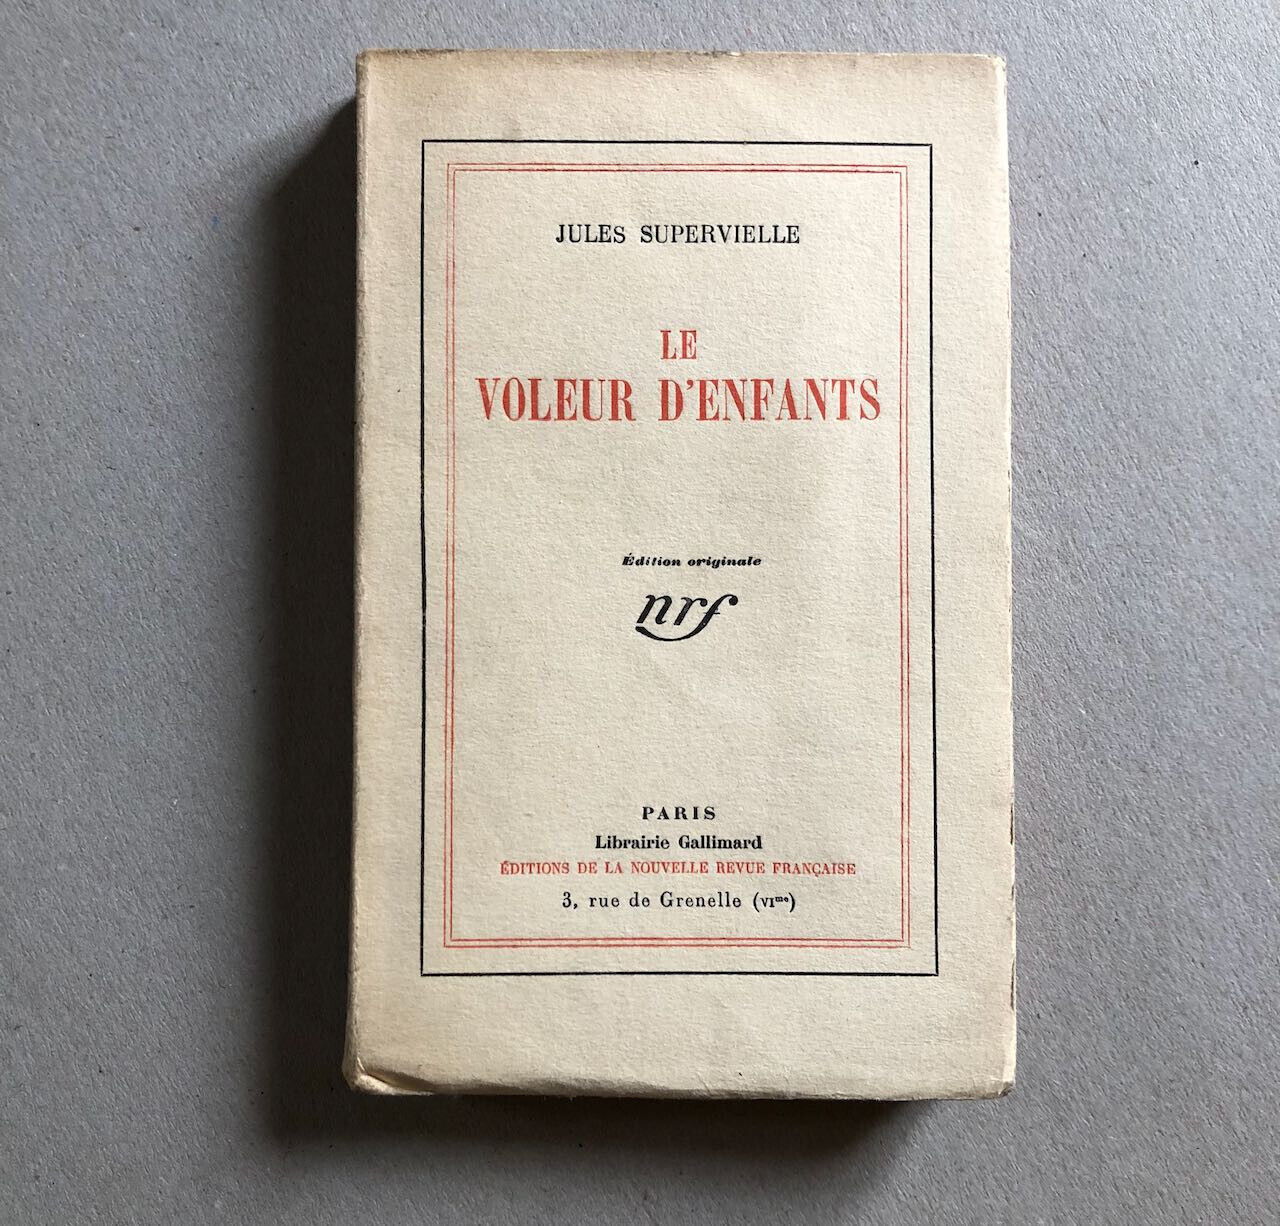 JULES SUPERVIELLE
LE
VOLEUR D'ENFANTS
Édition originale
nrf
PARIS
Librairie Gallimard
ÉDITIONS DE LA NOUVELLE REVUE FRANÇAISE
3, rue de Grenelle (VIᵐᵉ)